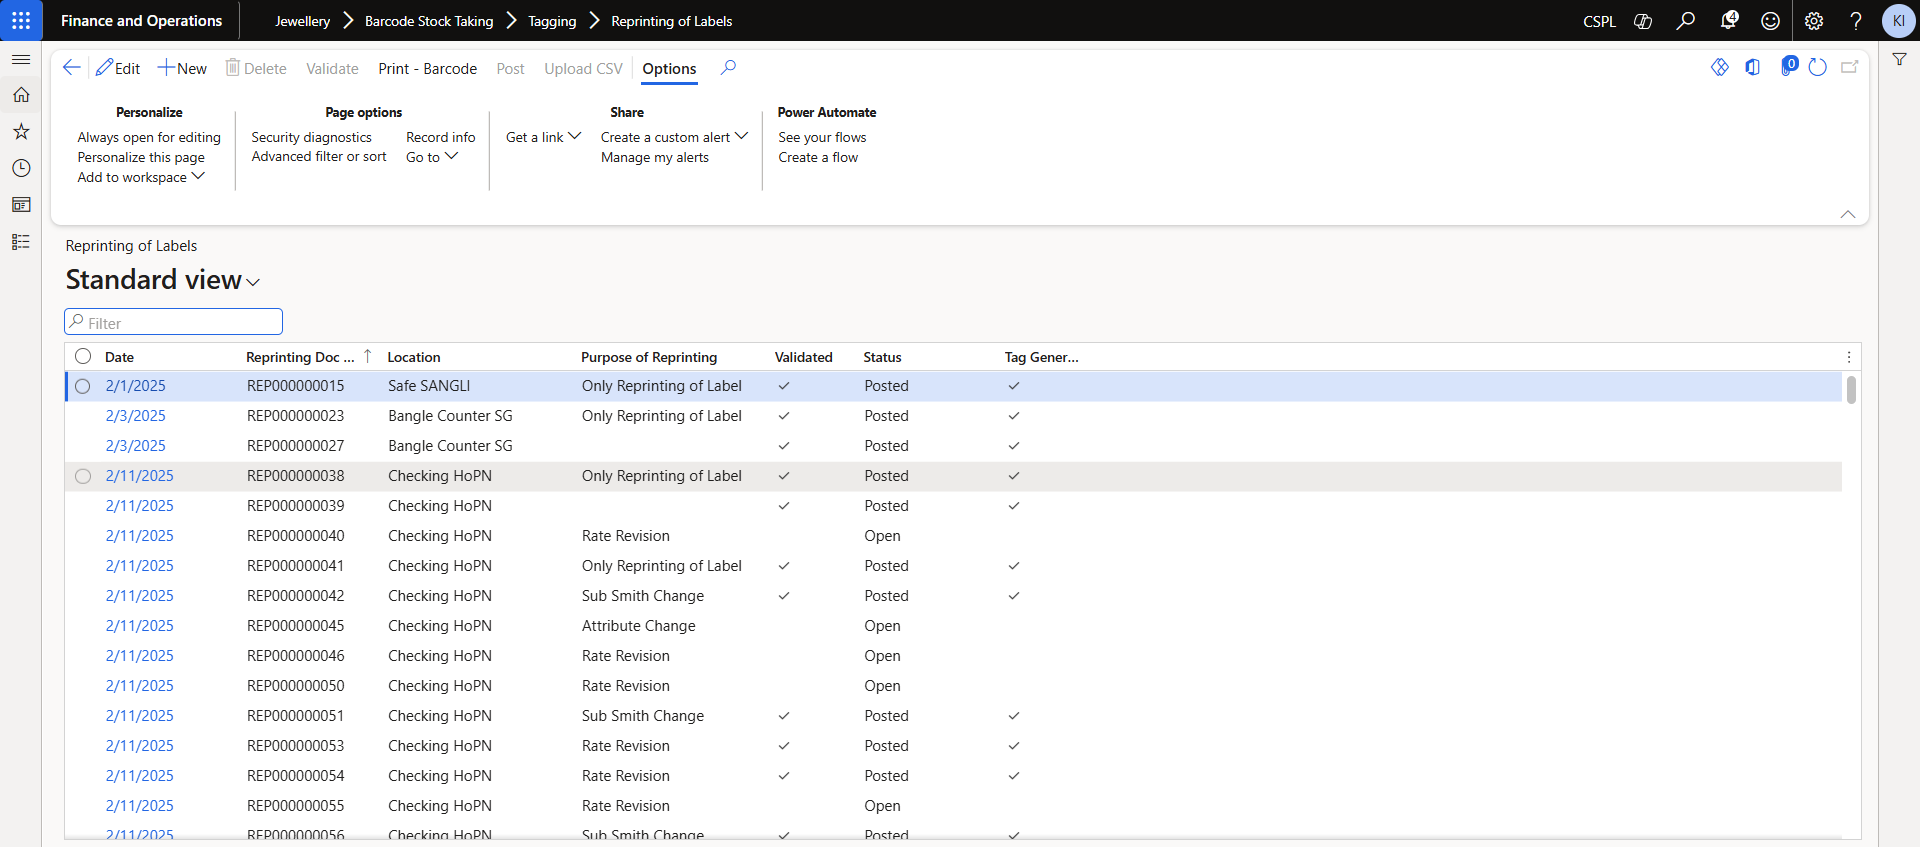 Finance and Operations Jewellery Barcode Stock Taking Tagging Reprinting of Labels CSPL 4 KI
Edit New Delete Validate Print - Barcode Post Upload CSV Options 0
Personalize Page options Share Power Automate
Always open for editing Security diagnostics Record info Get a link Create a custom alert See your flows
Personalize this page Advanced filter or sort Go to Manage my alerts Create a flow
Add to workspace
Reprinting of Labels
Standard view
Filter
Date Reprinting Doc ... Location Purpose of Reprinting Validated Status Tag Gener...
2/1/2025 REP000000015 Safe SANGLI Only Reprinting of Label Posted
2/3/2025 REP000000023 Bangle Counter SG Only Reprinting of Label Posted
2/3/2025 REP000000027 Bangle Counter SG Posted
2/11/2025 REP000000038 Checking HoPN Only Reprinting of Label Posted
2/11/2025 REP000000039 Checking HoPN Posted
2/11/2025 REP000000040 Checking HoPN Rate Revision Open
2/11/2025 REP000000041 Checking HoPN Only Reprinting of Label Posted
2/11/2025 REP000000042 Checking HoPN Sub Smith Change Posted
2/11/2025 REP000000045 Checking HoPN Attribute Change Open
2/11/2025 REP000000046 Checking HoPN Rate Revision Open
2/11/2025 REP000000050 Checking HoPN Rate Revision Open
2/11/2025 REP000000051 Checking HoPN Sub Smith Change Posted
2/11/2025 REP000000053 Checking HoPN Rate Revision Posted
2/11/2025 REP000000054 Checking HoPN Rate Revision Posted
2/11/2025 REP000000055 Checking HoPN Rate Revision Open
2/11/2025 REP000000056 Checking HoPN Sub Smith Change Posted